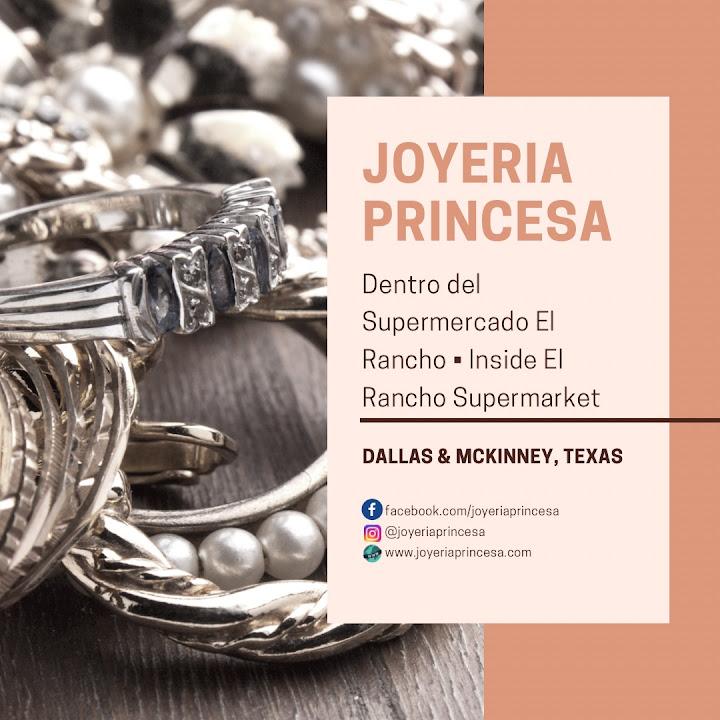 JOYERIA
PRINCESA
Dentro del
Supermercado El
Rancho ▪ Inside El
Rancho Supermarket
DALLAS & MCKINNEY, TEXAS
facebook.com/joyeriaprincesa
@joyeriaprincesa
www.joyeriaprincesa.com